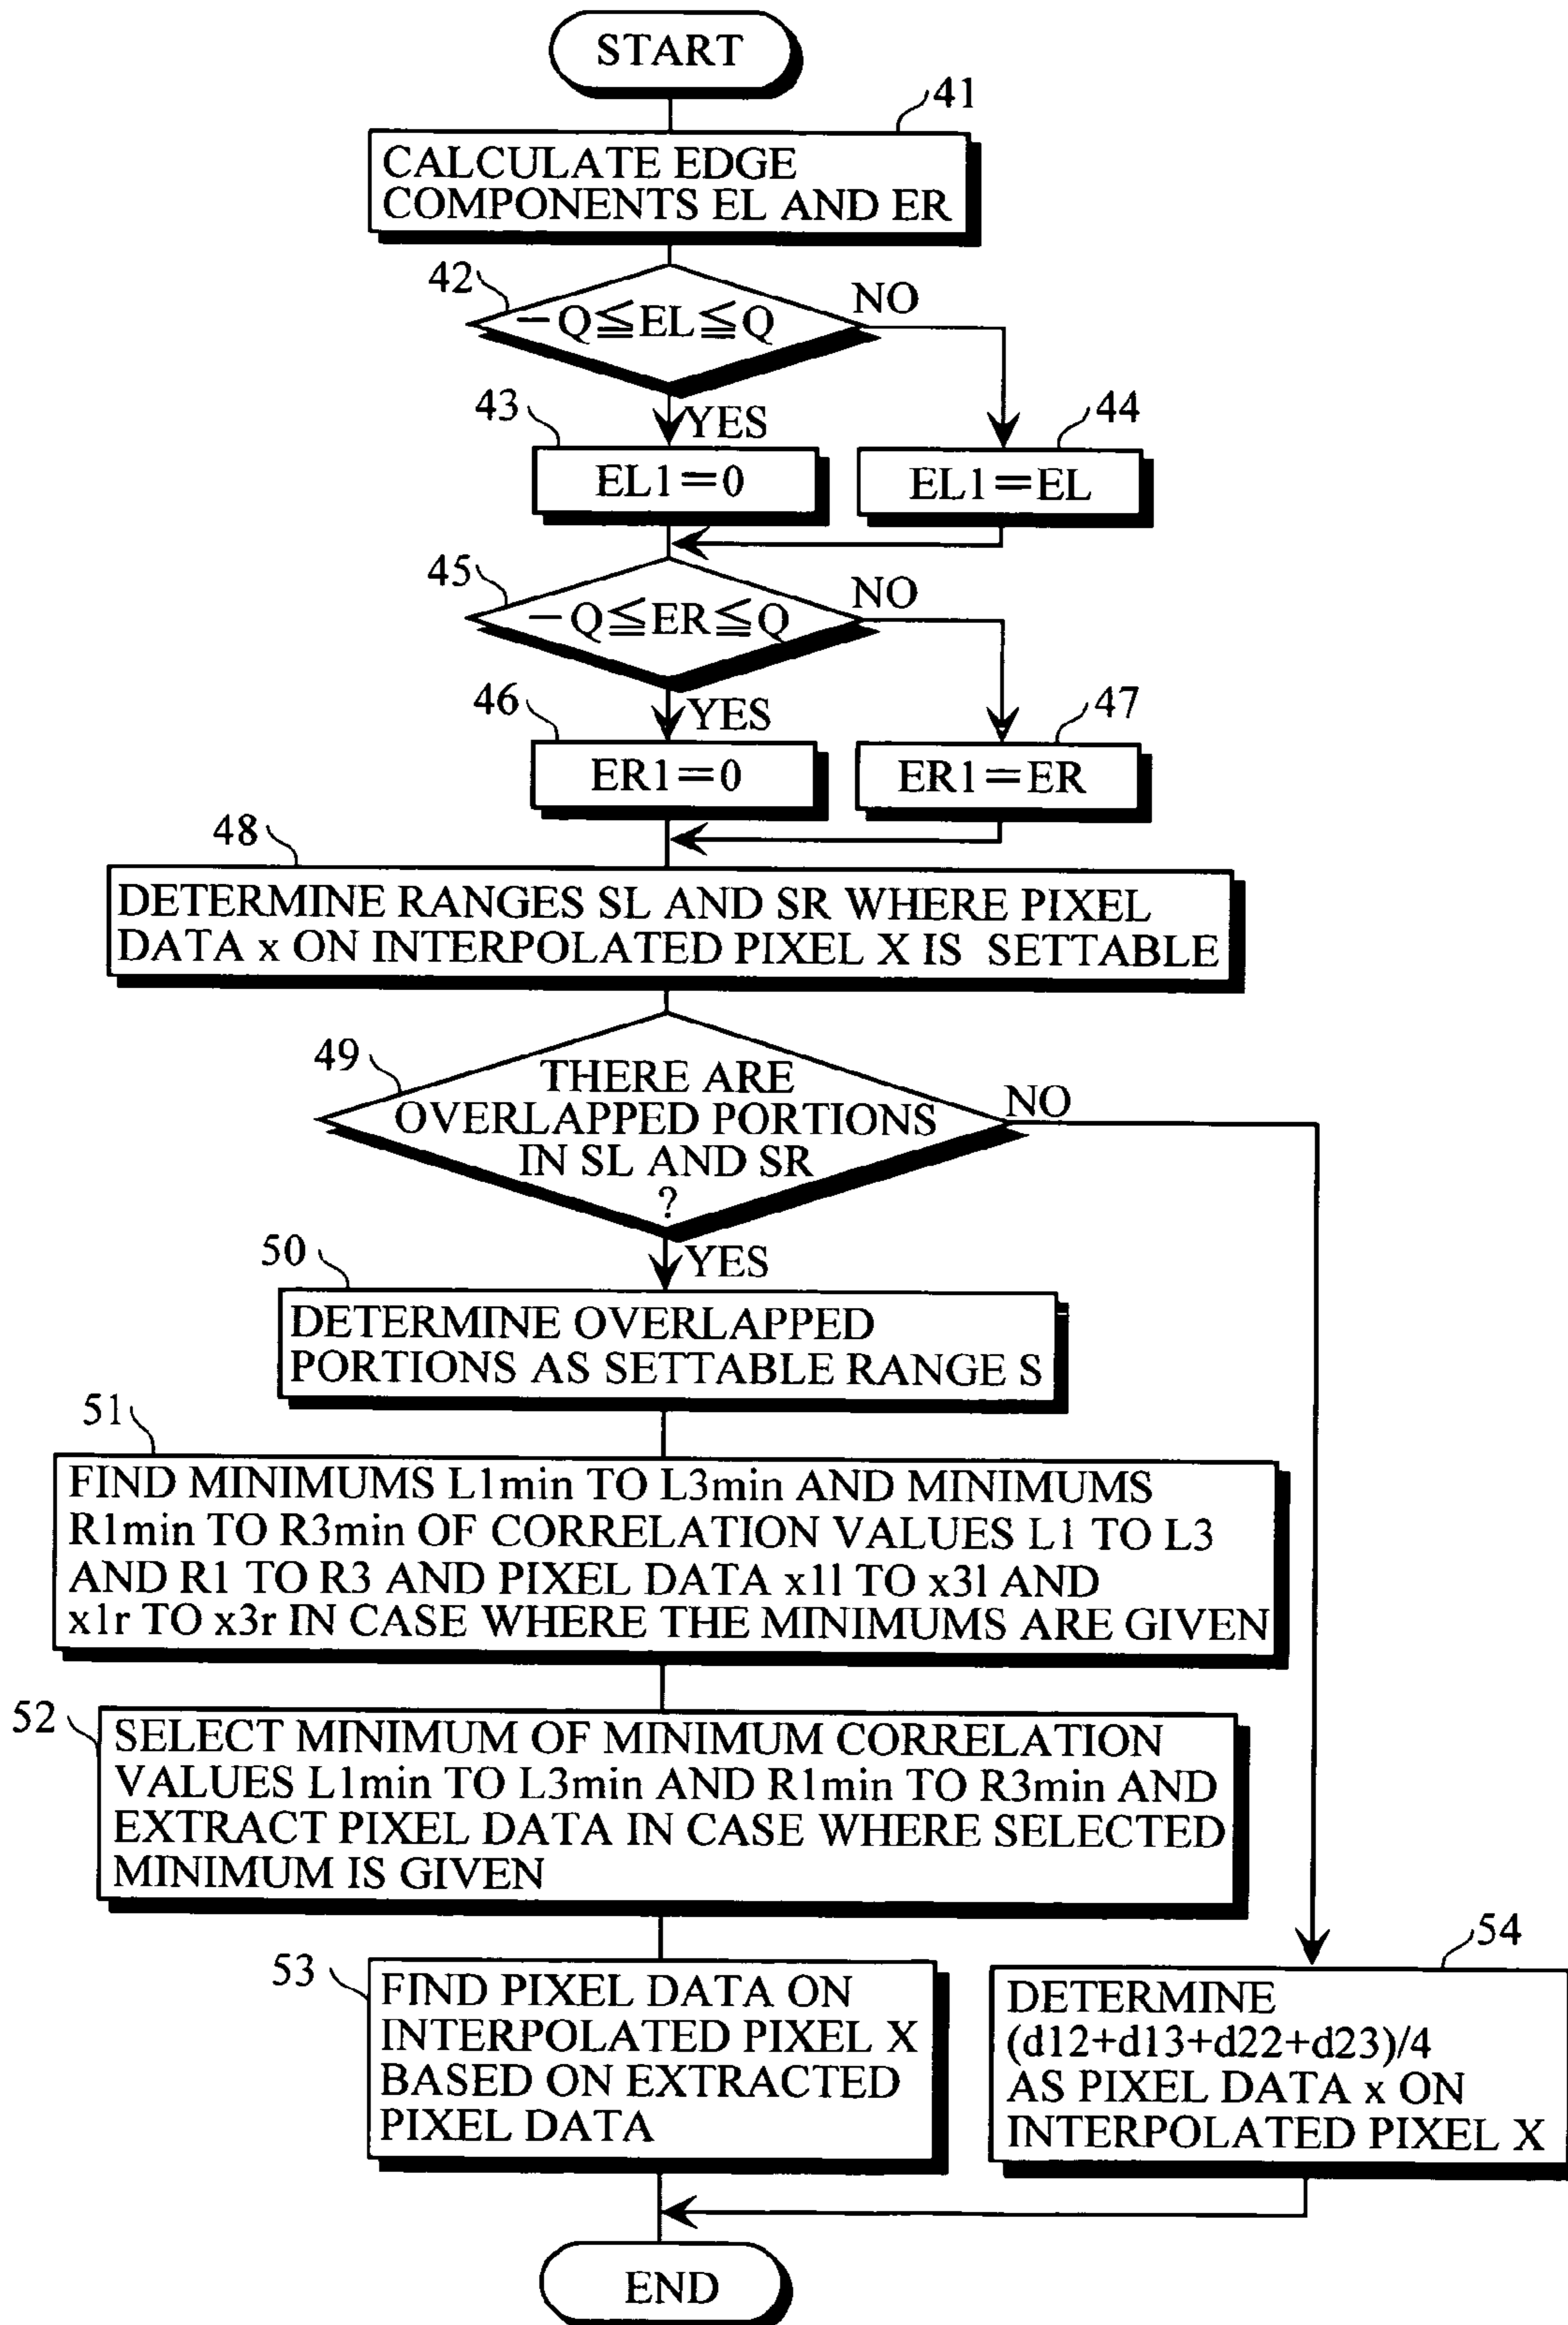 START
41
CALCULATE EDGE
COMPONENTS EL AND ER
42
－Q≦EL≦Q
NO
43
YES
44
EL1＝0
EL1＝EL
45
－Q≦ER≦Q
NO
46
YES
47
ER1＝0
ER1＝ER
48
DETERMINE RANGES SL AND SR WHERE PIXEL
DATA x ON INTERPOLATED PIXEL X IS SETTABLE
49
THERE ARE
OVERLAPPED PORTIONS
IN SL AND SR
?
NO
50
YES
DETERMINE OVERLAPPED
PORTIONS AS SETTABLE RANGE S
51
FIND MINIMUMS L1min TO L3min AND MINIMUMS
R1min TO R3min OF CORRELATION VALUES L1 TO L3
AND R1 TO R3 AND PIXEL DATA x1l TO x3l AND
x1r TO x3r IN CASE WHERE THE MINIMUMS ARE GIVEN
52
SELECT MINIMUM OF MINIMUM CORRELATION
VALUES L1min TO L3min AND R1min TO R3min AND
EXTRACT PIXEL DATA IN CASE WHERE SELECTED
MINIMUM IS GIVEN
53
FIND PIXEL DATA ON
INTERPOLATED PIXEL X
BASED ON EXTRACTED
PIXEL DATA
54
DETERMINE
(d12+d13+d22+d23)/4
AS PIXEL DATA x ON
INTERPOLATED PIXEL X
END